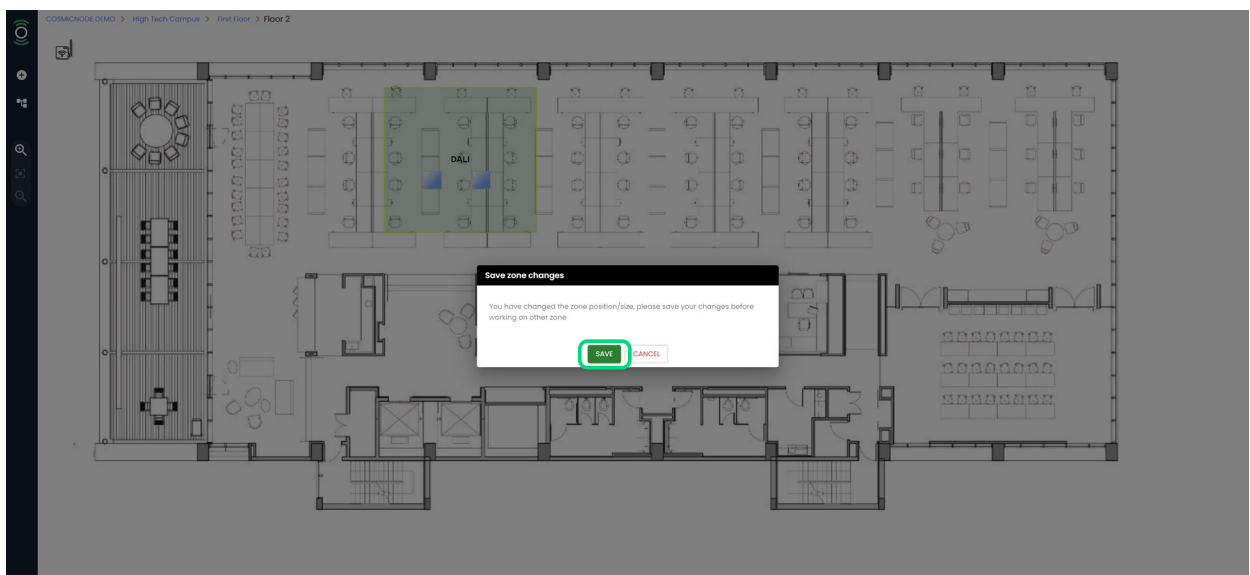 COSMICNODE DEMO > High Tech Campus > First Floor > Floor 2
DALI
Save zone changes
You have changed the zone position/size, please save your changes before
working on other zone
SAVE CANCEL